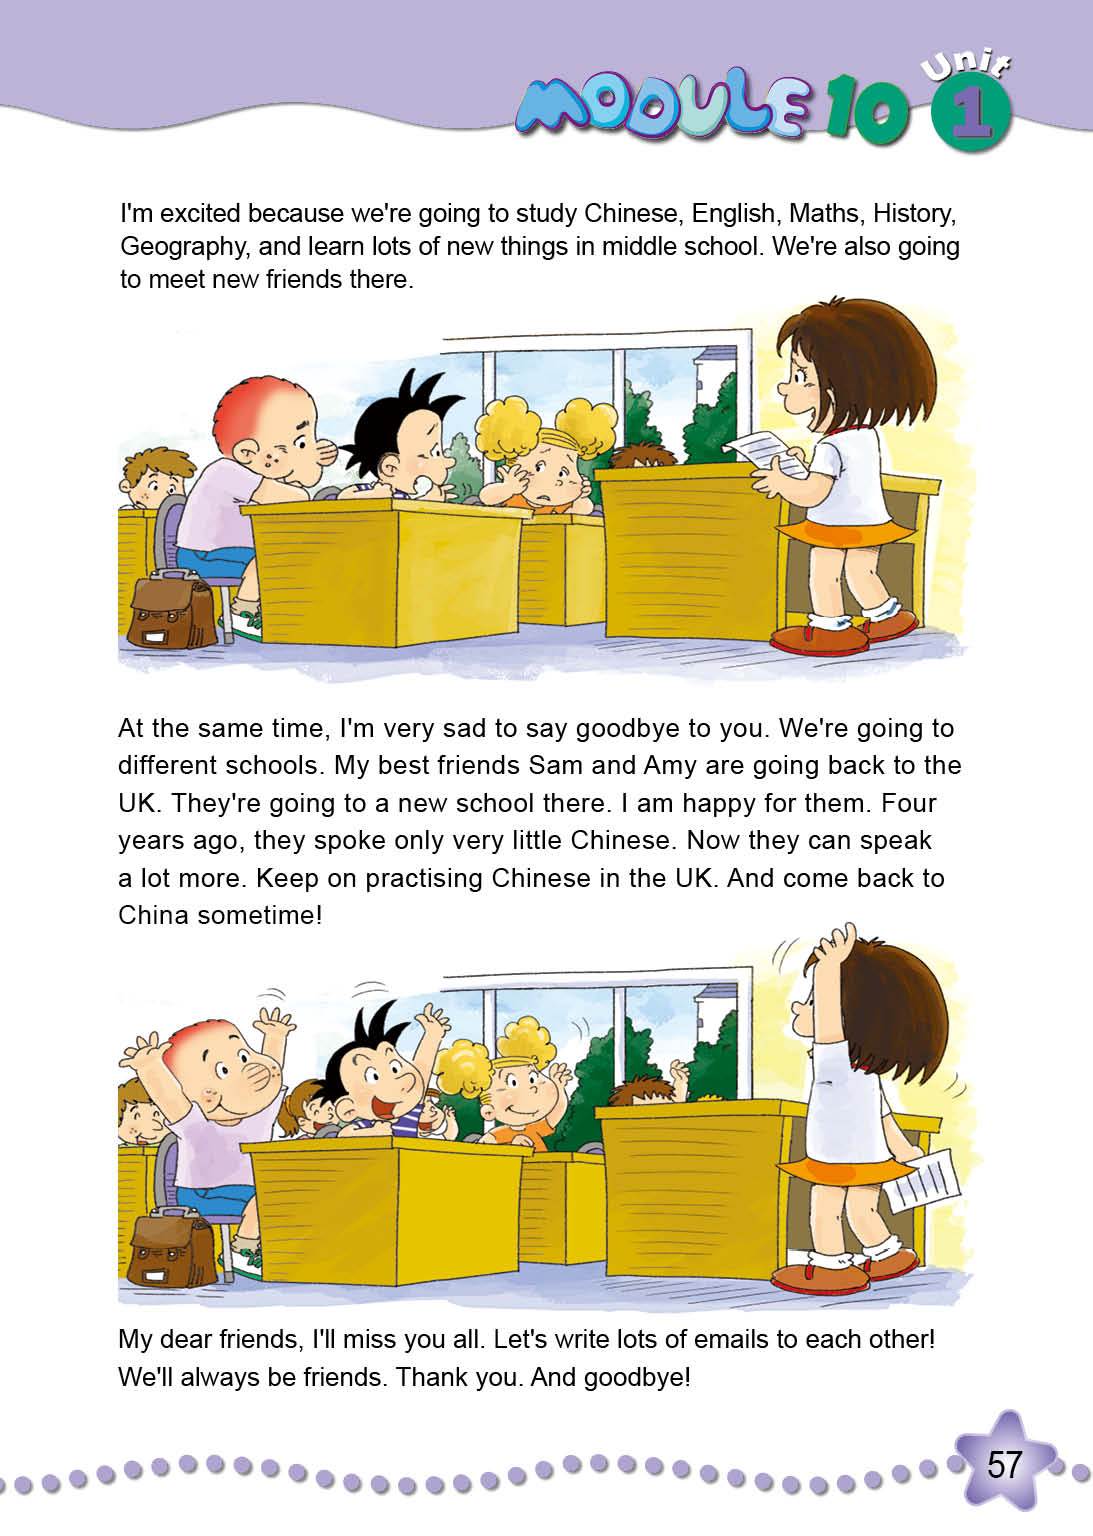 MODULE 10 Unit 1
I'm excited because we're going to study Chinese, English, Maths, History,
Geography, and learn lots of new things in middle school. We're also going
to meet new friends there.
At the same time, I'm very sad to say goodbye to you. We're going to
different schools. My best friends Sam and Amy are going back to the
UK. They're going to a new school there. I am happy for them. Four
years ago, they spoke only very little Chinese. Now they can speak
a lot more. Keep on practising Chinese in the UK. And come back to
China sometime!
My dear friends, I'll miss you all. Let's write lots of emails to each other!
We'll always be friends. Thank you. And goodbye!
57